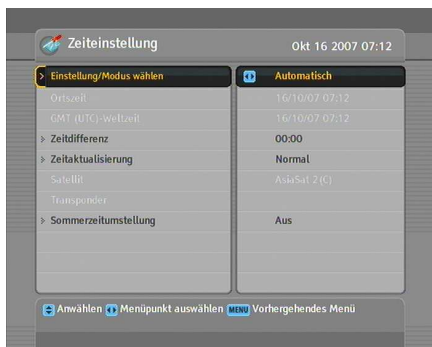 Zeiteinstellung Okt 16 2007 07:12
Einstellung/Modus wählen Automatisch
Ortszeit 16/10/07 07:12
GMT (UTC)-Weltzeit 16/10/07 07:12
Zeitdifferenz 00:00
Zeitaktualisierung Normal
Satellit AsiaSat 2 (C)
Transponder
Sommerzeitumstellung Aus
Anwählen Menüpunkt auswählen MENU Vorhergehendes Menü